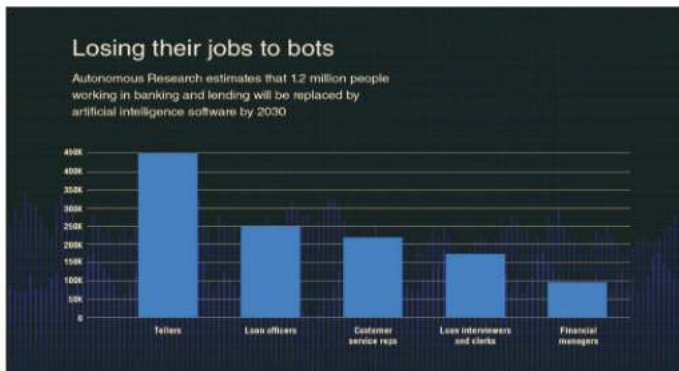 Losing their jobs to bots
Autonomous Research estimates that 1.2 million people
working in banking and lending will be replaced by
artificial intelligence software by 2030
450K
400K
350K
300K
250K
200K
150K
100K
50K
0
Tellers
Loan officers
Customer
service reps
Loan interviewers
and clerks
Financial
managers